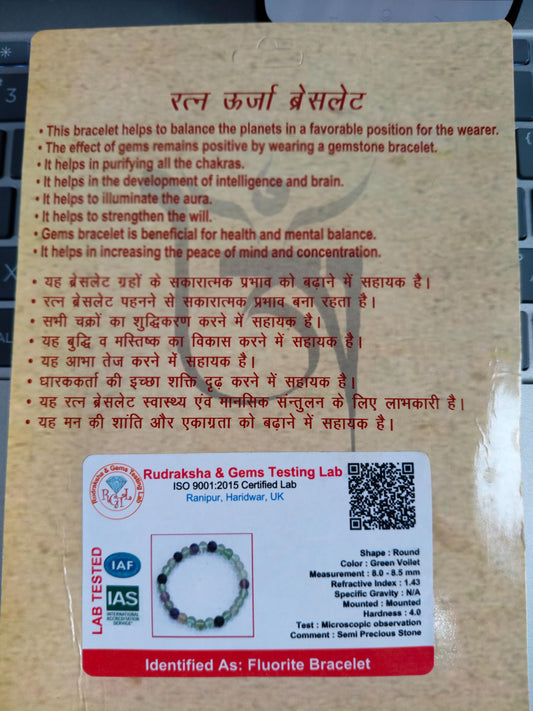 रत्न ऊर्जा ब्रेसलेट
• This bracelet helps to balance the planets in a favorable position for the wearer.
• The effect of gems remains positive by wearing a gemstone bracelet.
• It helps in purifying all the chakras.
• It helps in the development of intelligence and brain.
• It helps to illuminate the aura.
• It helps to strengthen the will.
• Gems bracelet is beneficial for health and mental balance.
• It helps in increasing the peace of mind and concentration.
• यह ब्रेसलेट ग्रहों के सकारात्मक प्रभाव को बढ़ाने में सहायक है।
• रत्न ब्रेसलेट पहनने से सकारात्मक प्रभाव बना रहता है।
• सभी चक्रों का शुद्धिकरण करने में सहायक है।
• यह बुद्धि व मस्तिष्क का विकास करने में सहायक है।
• यह आभा तेज करने में सहायक है।
• धारककर्ता की इच्छा शक्ति दृढ़ करने में सहायक है।
• यह रत्न ब्रेसलेट स्वास्थ्य एंव मानसिक सन्तुलन के लिए लाभकारी है।
• यह मन की शांति और एकाग्रता को बढ़ाने में सहायक है।
Rudraksha & Gems Testing Lab
RGTL
Rudraksha & Gems Testing Lab
ISO 9001:2015 Certified Lab
Ranipur, Haridwar, UK
LAB TESTED
IAF
IAS
INTERNATIONAL
ACCREDITATION
SERVICE
Shape : Round
Color : Green Voilet
Measurement : 8.0 - 8.5 mm
Refractive Index : 1.43
Specific Gravity : N/A
Mounted : Mounted
Hardness : 4.0
Test : Microscopic observation
Comment : Semi Precious Stone
Identified As: Fluorite Bracelet